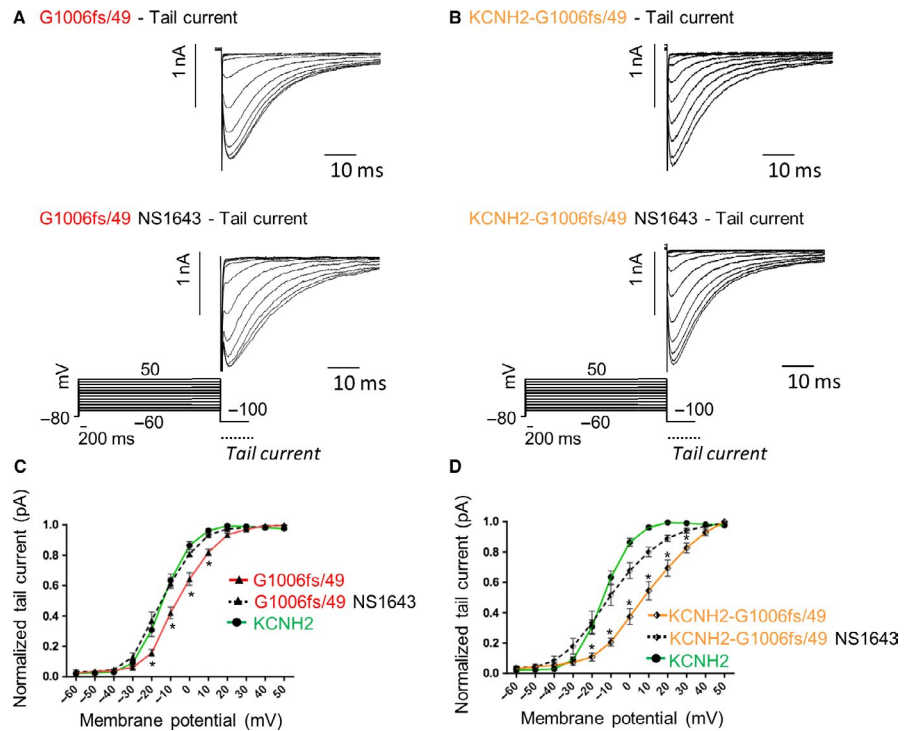 A
G1006fs/49 - Tail current
1 nA
10 ms
G1006fs/49 NS1643 - Tail current
1 nA
10 ms
mV
50
−80
−60
−100
200 ms
Tail current
B
KCNH2-G1006fs/49 - Tail current
1 nA
10 ms
KCNH2-G1006fs/49 NS1643 - Tail current
1 nA
10 ms
mV
50
−80
−60
−100
200 ms
Tail current
C
Normalized tail current (pA)
1.0
0.8
0.6
0.4
0.2
0.0
* * * *
G1006fs/49
G1006fs/49 NS1643
KCNH2
−60 −50 −40 −30 −20 −10 0 10 20 30 40 50
Membrane potential (mV)
D
Normalized tail current (pA)
1.0
0.8
0.6
0.4
0.2
0.0
* * * * * *
KCNH2-G1006fs/49
KCNH2-G1006fs/49 NS1643
KCNH2
−60 −50 −40 −30 −20 −10 0 10 20 30 40 50
Membrane potential (mV)